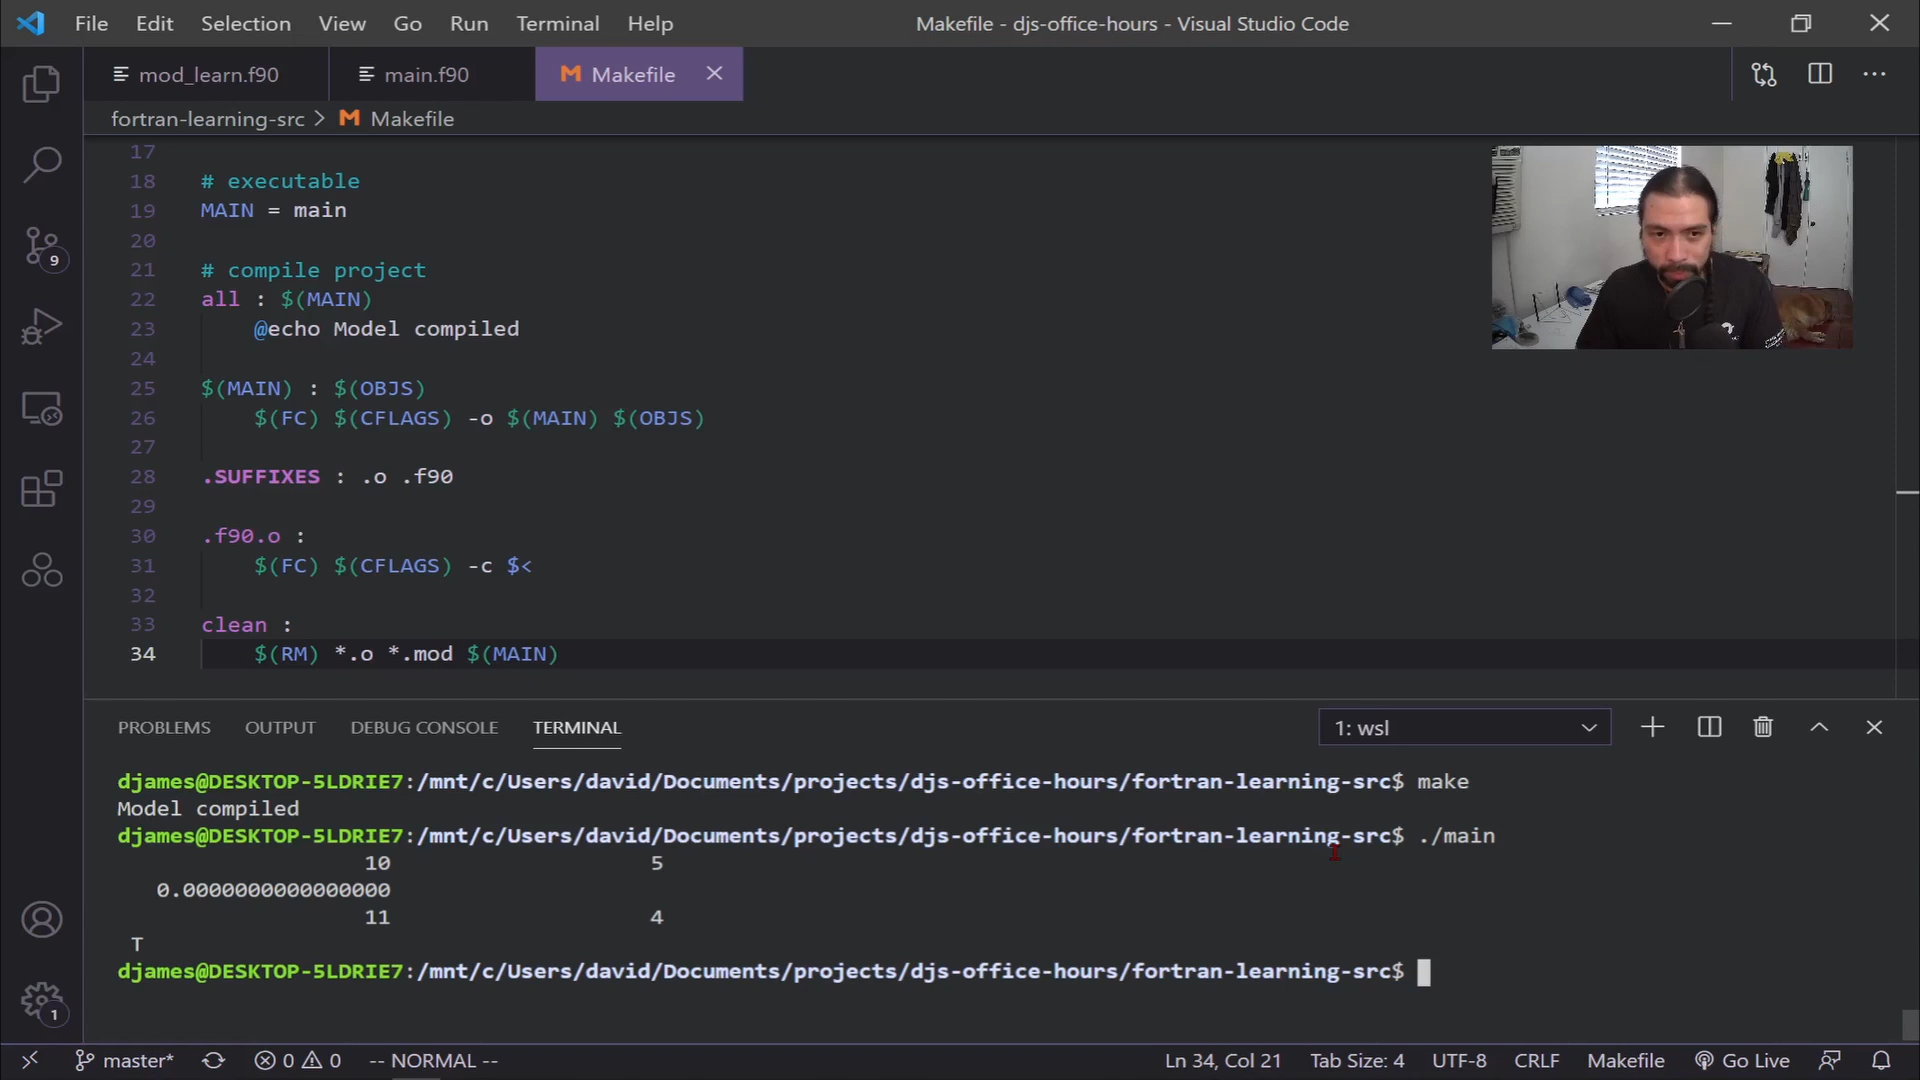 File Edit Selection View Go Run Terminal Help Makefile - djs-office-hours - Visual Studio Code
mod_learn.f90 main.f90 Makefile
fortran-learning-src > Makefile
17
18 # executable
19 MAIN = main
20
21 # compile project
22 all : $(MAIN)
23 @echo Model compiled
24
25 $(MAIN) : $(OBJS)
26 $(FC) $(CFLAGS) -o $(MAIN) $(OBJS)
27
28 .SUFFIXES : .o .f90
29
30 .f90.o :
31 $(FC) $(CFLAGS) -c $<
32
33 clean :
34 $(RM) *.o *.mod $(MAIN)
9
1
PROBLEMS OUTPUT DEBUG CONSOLE TERMINAL 1: wsl
djames@DESKTOP-5LDRIE7:/mnt/c/Users/david/Documents/projects/djs-office-hours/fortran-learning-src$ make
Model compiled
djames@DESKTOP-5LDRIE7:/mnt/c/Users/david/Documents/projects/djs-office-hours/fortran-learning-src$ ./main
10 5
0.0000000000000000
11 4
T
djames@DESKTOP-5LDRIE7:/mnt/c/Users/david/Documents/projects/djs-office-hours/fortran-learning-src$
master* 0 0 -- NORMAL -- Ln 34, Col 21 Tab Size: 4 UTF-8 CRLF Makefile Go Live